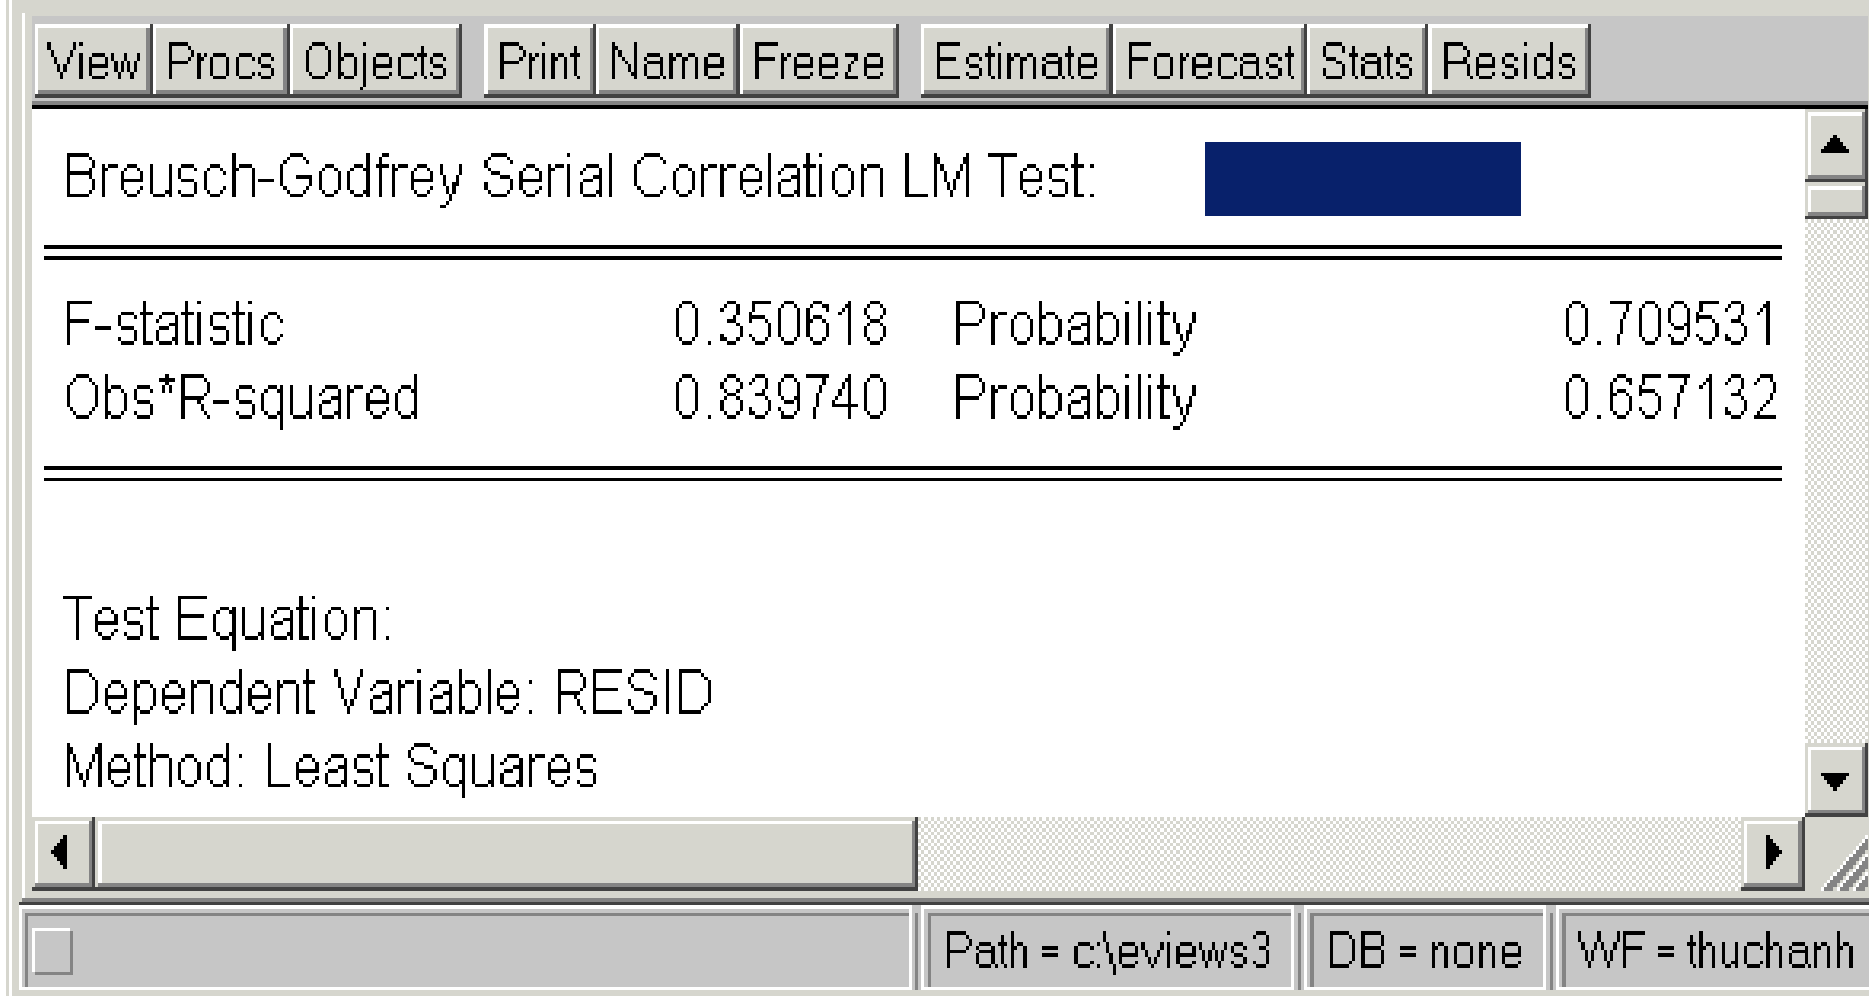 View Procs Objects Print Name Freeze Estimate Forecast Stats Resids
Breusch-Godfrey Serial Correlation LM Test:
F-statistic 0.350618 Probability 0.709531
Obs*R-squared 0.839740 Probability 0.657132
Test Equation:
Dependent Variable: RESID
Method: Least Squares
Path = c:\eviews3 DB = none WF = thuchanh